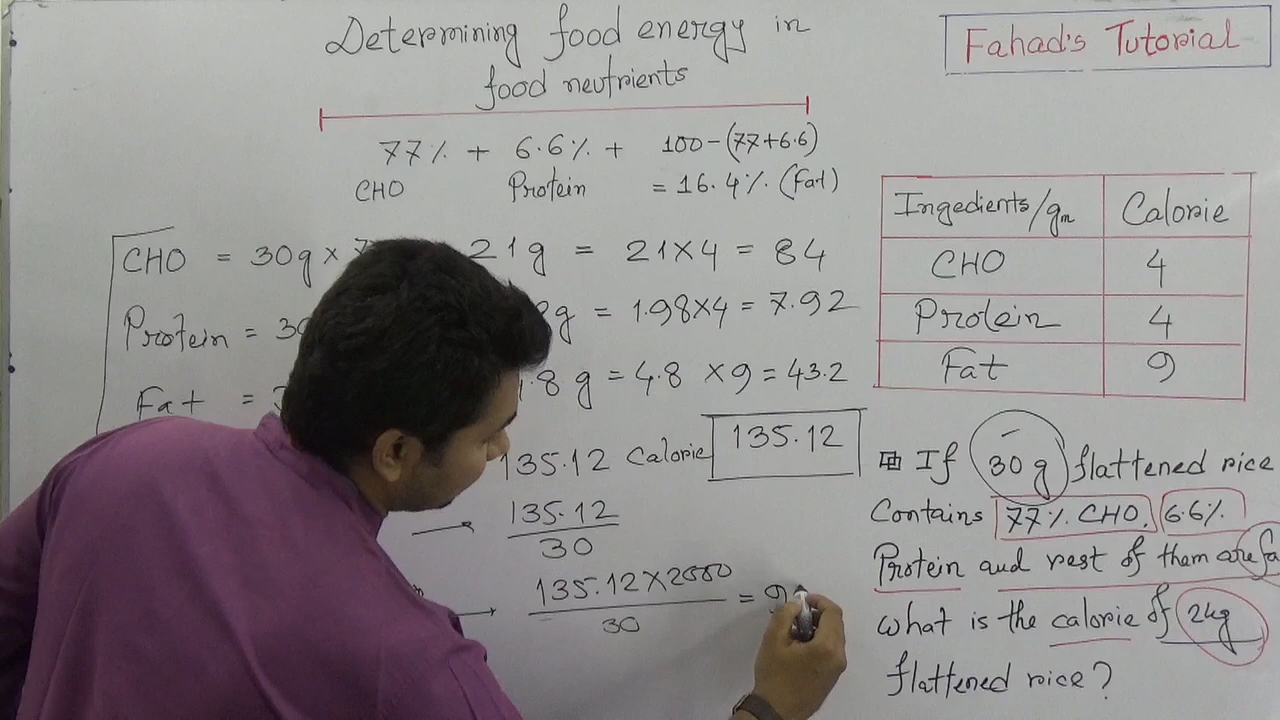 Determining food energy in
food neutrients
Fahad's Tutorial
77% + 6.6% + 100-(77+6.6)
CHO Protein = 16.4% (Fat)
CHO = 30g × 21g = 21×4 = 84
Protein = 30 8g = 1.98×4 = 7.92
Fat = .8 g = 4.8 ×9 = 43.2
135.12 Calorie 135.12
135.12
30
135.12×2000 = 9
30
Ingedients/gm Calorie
CHO 4
Protein 4
Fat 9
If 30g flattened rice
Contains 77% CHO, 6.6%
Protein and rest of them are fa
what is the calorie of 2kg
flattened rice?